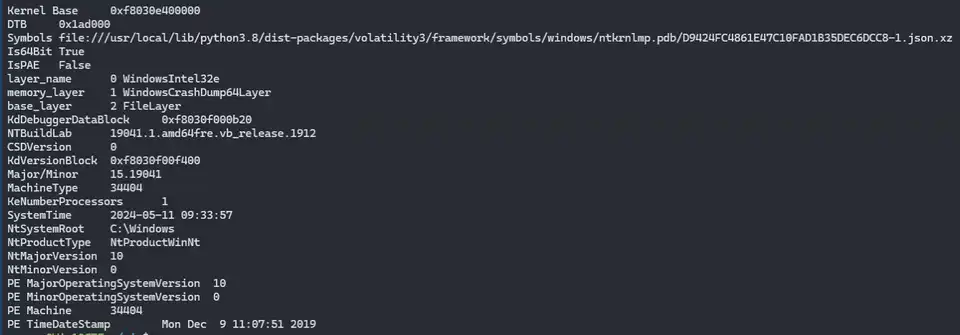 Kernel Base 0xf8030e400000
DTB 0x1ad000
Symbols file:///usr/local/lib/python3.8/dist-packages/volatility3/framework/symbols/windows/ntkrnlmp.pdb/D9424FC4861E47C10FAD1B35DEC6DCC8-1.json.xz
Is64Bit True
IsPAE False
layer_name 0 WindowsIntel32e
memory_layer 1 WindowsCrashDump64Layer
base_layer 2 FileLayer
KdDebuggerDataBlock 0xf8030f000b20
NTBuildLab 19041.1.amd64fre.vb_release.1912
CSDVersion 0
KdVersionBlock 0xf8030f00f400
Major/Minor 15.19041
MachineType 34404
KeNumberProcessors 1
SystemTime 2024-05-11 09:33:57
NtSystemRoot C:\Windows
NtProductType NtProductWinNt
NtMajorVersion 10
NtMinorVersion 0
PE MajorOperatingSystemVersion 10
PE MinorOperatingSystemVersion 0
PE Machine 34404
PE TimeDateStamp Mon Dec 9 11:07:51 2019